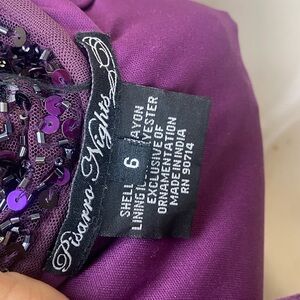 Pisarro Nights
6
SHELL RAYON
LINING POLYESTER
EXCLUSIVE OF
ORNAMENTATION
MADE IN INDIA
RN 90714